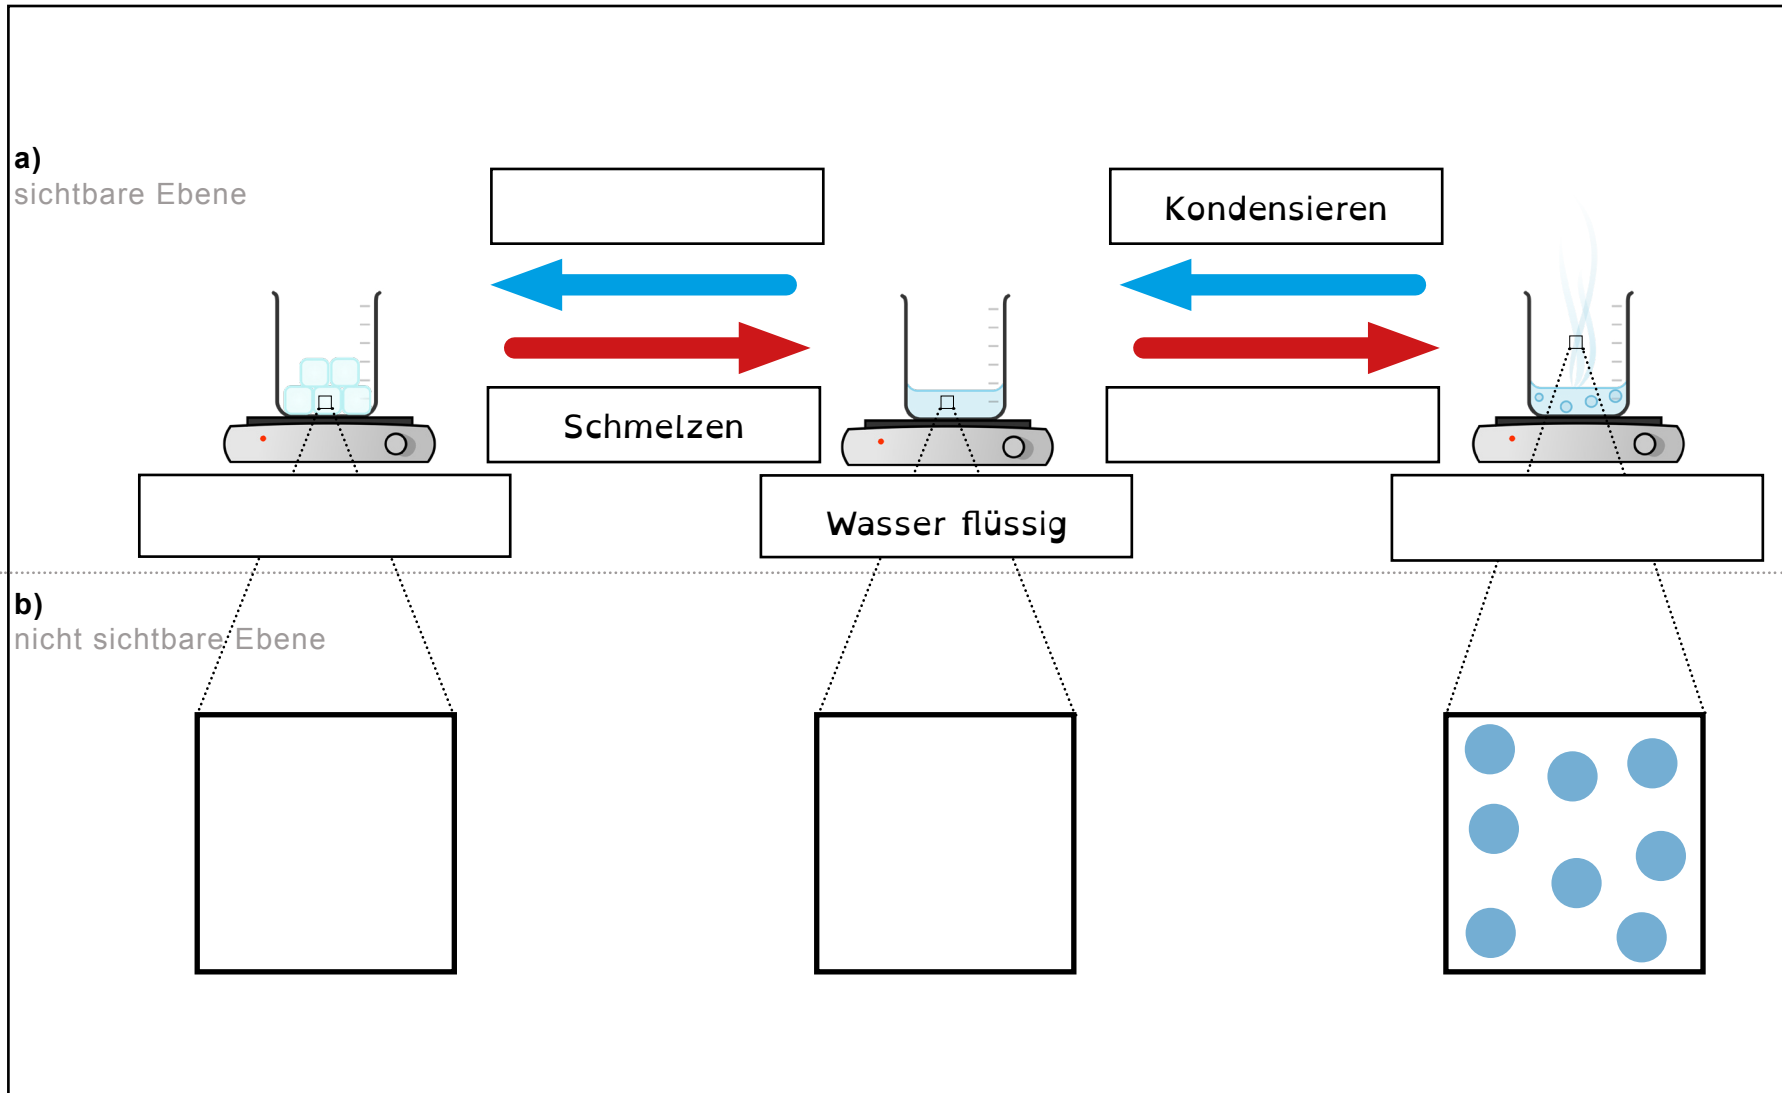 a)
sichtbare Ebene
Kondensieren
Schmelzen
Wasser flüssig
b)
nicht sichtbare Ebene